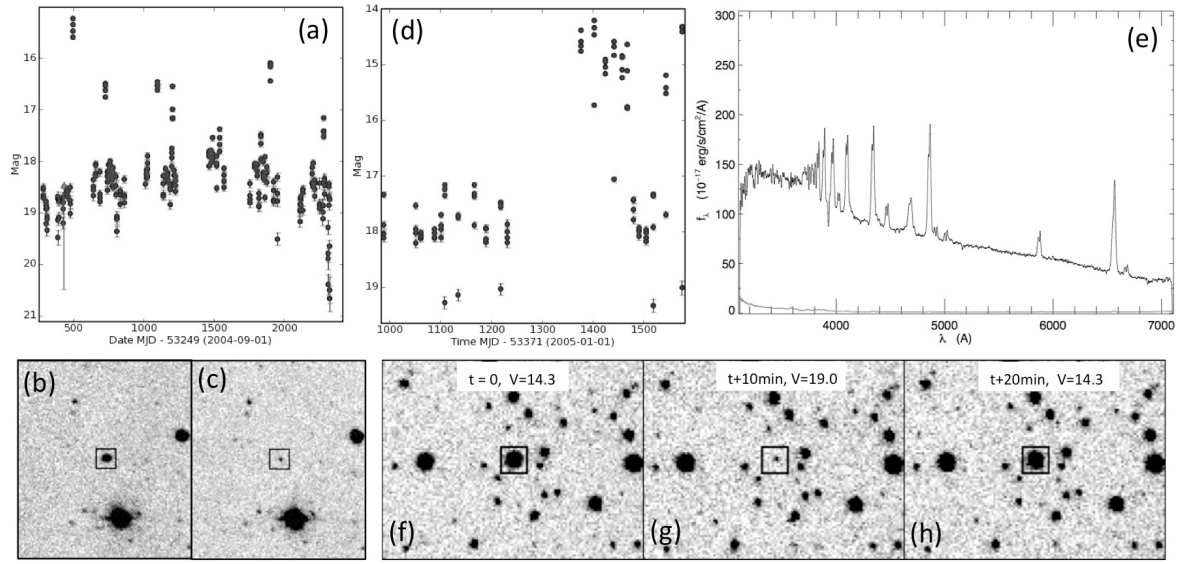 (a)
15
16
17
18
19
20
21
Mag
500
1000
1500
2000
Date MJD - 53249 (2004-09-01)
(d)
14
15
16
17
18
19
Mag
1000
1100
1200
1300
1400
1500
Time MJD - 53371 (2005-01-01)
(e)
300
250
200
150
100
50
0
fλ (10⁻¹⁷ erg/s/cm²/A)
4000
5000
6000
7000
λ (A)
(b)
(c)
t = 0, V=14.3
(f)
t+10min, V=19.0
(g)
t+20min, V=14.3
(h)